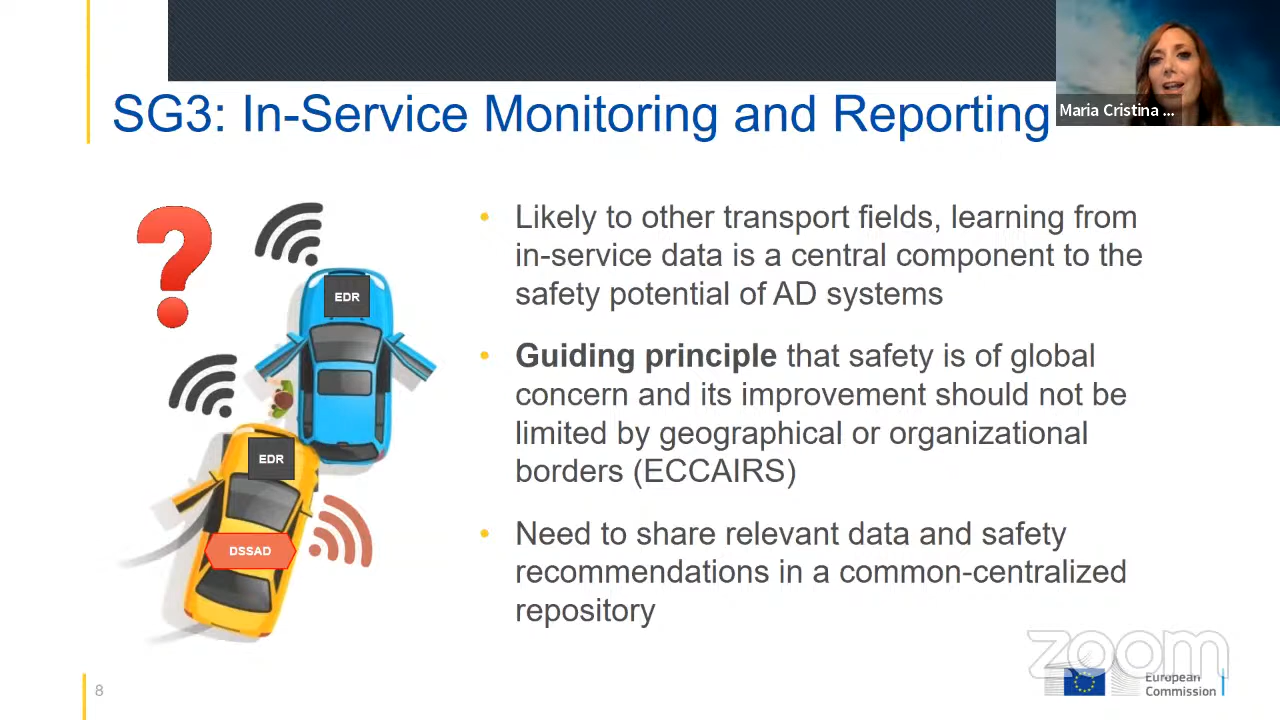 Maria Cristina ...
SG3: In-Service Monitoring and Reporting
• Likely to other transport fields, learning from
in-service data is a central component to the
safety potential of AD systems
• Guiding principle that safety is of global
concern and its improvement should not be
limited by geographical or organizational
borders (ECCAIRS)
• Need to share relevant data and safety
recommendations in a common-centralized
repository
EDR
EDR
DSSAD
zoom
European
Commission
8